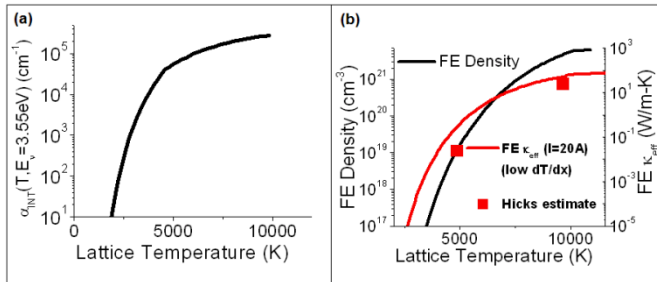 (a)
α_INT(T,E_ν=3.55eV) (cm⁻¹)
10⁵
10⁴
10³
10²
10¹
0
5000
10000
Lattice Temperature (K)
(b)
FE Density (cm⁻³)
10²¹
10²⁰
10¹⁹
10¹⁸
10¹⁷
FE Density
FE κ_eff (l=20A)
(low dT/dx)
Hicks estimate
10³
10¹
10⁻¹
10⁻³
10⁻⁵
FE κ_eff (W/m-K)
5000
10000
Lattice Temperature (K)